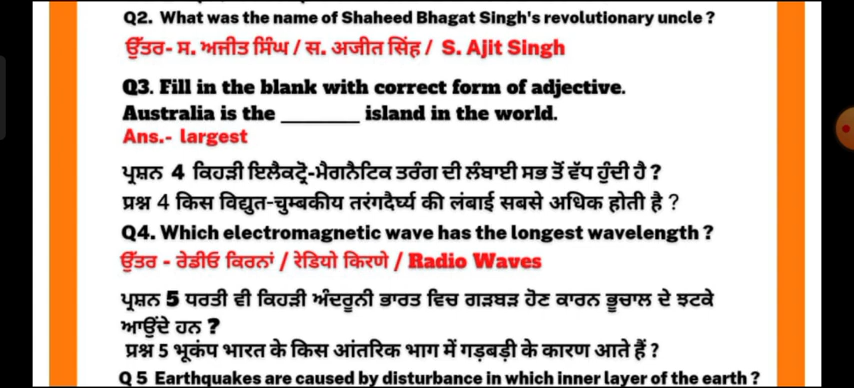 Q2. What was the name of Shaheed Bhagat Singh's revolutionary uncle ?
ਉੱਤਰ- ਸ. ਅਜੀਤ ਸਿੰਘ / स. अजीत सिंह / S. Ajit Singh
Q3. Fill in the blank with correct form of adjective.
Australia is the ________ island in the world.
Ans.- largest
ਪ੍ਰਸ਼ਨ 4 ਕਿਹੜੀ ਇਲੈਕਟ੍ਰੋ-ਮੈਗਨੈਟਿਕ ਤਰੰਗ ਦੀ ਲੰਬਾਈ ਸਭ ਤੋਂ ਵੱਧ ਹੁੰਦੀ ਹੈ ?
प्रश्न 4 किस विद्युत-चुम्बकीय तरंगदैर्घ्य की लंबाई सबसे अधिक होती है ?
Q4. Which electromagnetic wave has the longest wavelength ?
ਉੱਤਰ - ਰੇਡੀਓ ਕਿਰਨਾਂ / रेडियो किरणे / Radio Waves
ਪ੍ਰਸ਼ਨ 5 ਧਰਤੀ ਦੀ ਕਿਹੜੀ ਅੰਦਰੂਨੀ ਭਾਰਤ ਵਿਚ ਗੜਬੜ ਹੋਣ ਕਾਰਨ ਭੂਚਾਲ ਦੇ ਝਟਕੇ
ਆਉਂਦੇ ਹਨ ?
प्रश्न 5 भूकंप भारत के किस आंतरिक भाग में गड़बड़ी के कारण आते हैं ?
Q 5 Earthquakes are caused by disturbance in which inner layer of the earth ?